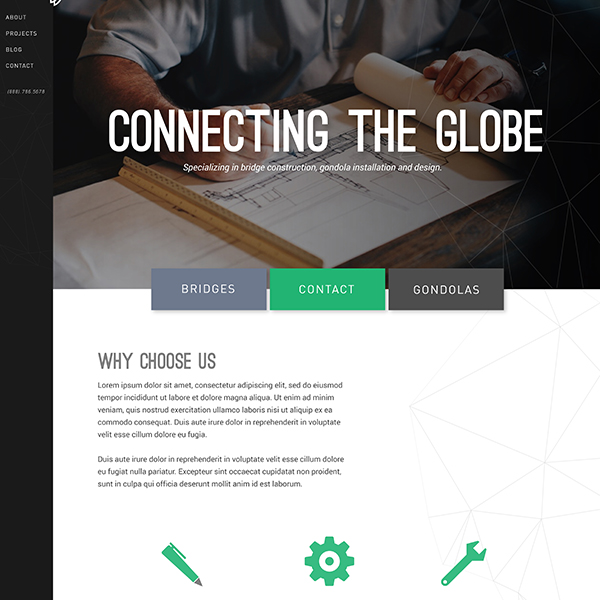 ABOUT
PROJECTS
BLOG
CONTACT
(888).786.5678
CONNECTING THE GLOBE
Specializing in bridge construction, gondola installation and design.
BRIDGES
CONTACT
GONDOLAS
WHY CHOOSE US
Lorem ipsum dolor sit amet, consectetur adipiscing elit, sed do eiusmod
tempor incididunt ut labore et dolore magna aliqua. Ut enim ad minim
veniam, quis nostrud exercitation ullamco laboris nisi ut aliquip ex ea
commodo consequat. Duis aute irure dolor in reprehenderit in voluptate
velit esse cillum dolore eu fugia.
Duis aute irure dolor in reprehenderit in voluptate velit esse cillum dolore
eu fugiat nulla pariatur. Excepteur sint occaecat cupidatat non proident,
sunt in culpa qui officia deserunt mollit anim id est laborum.